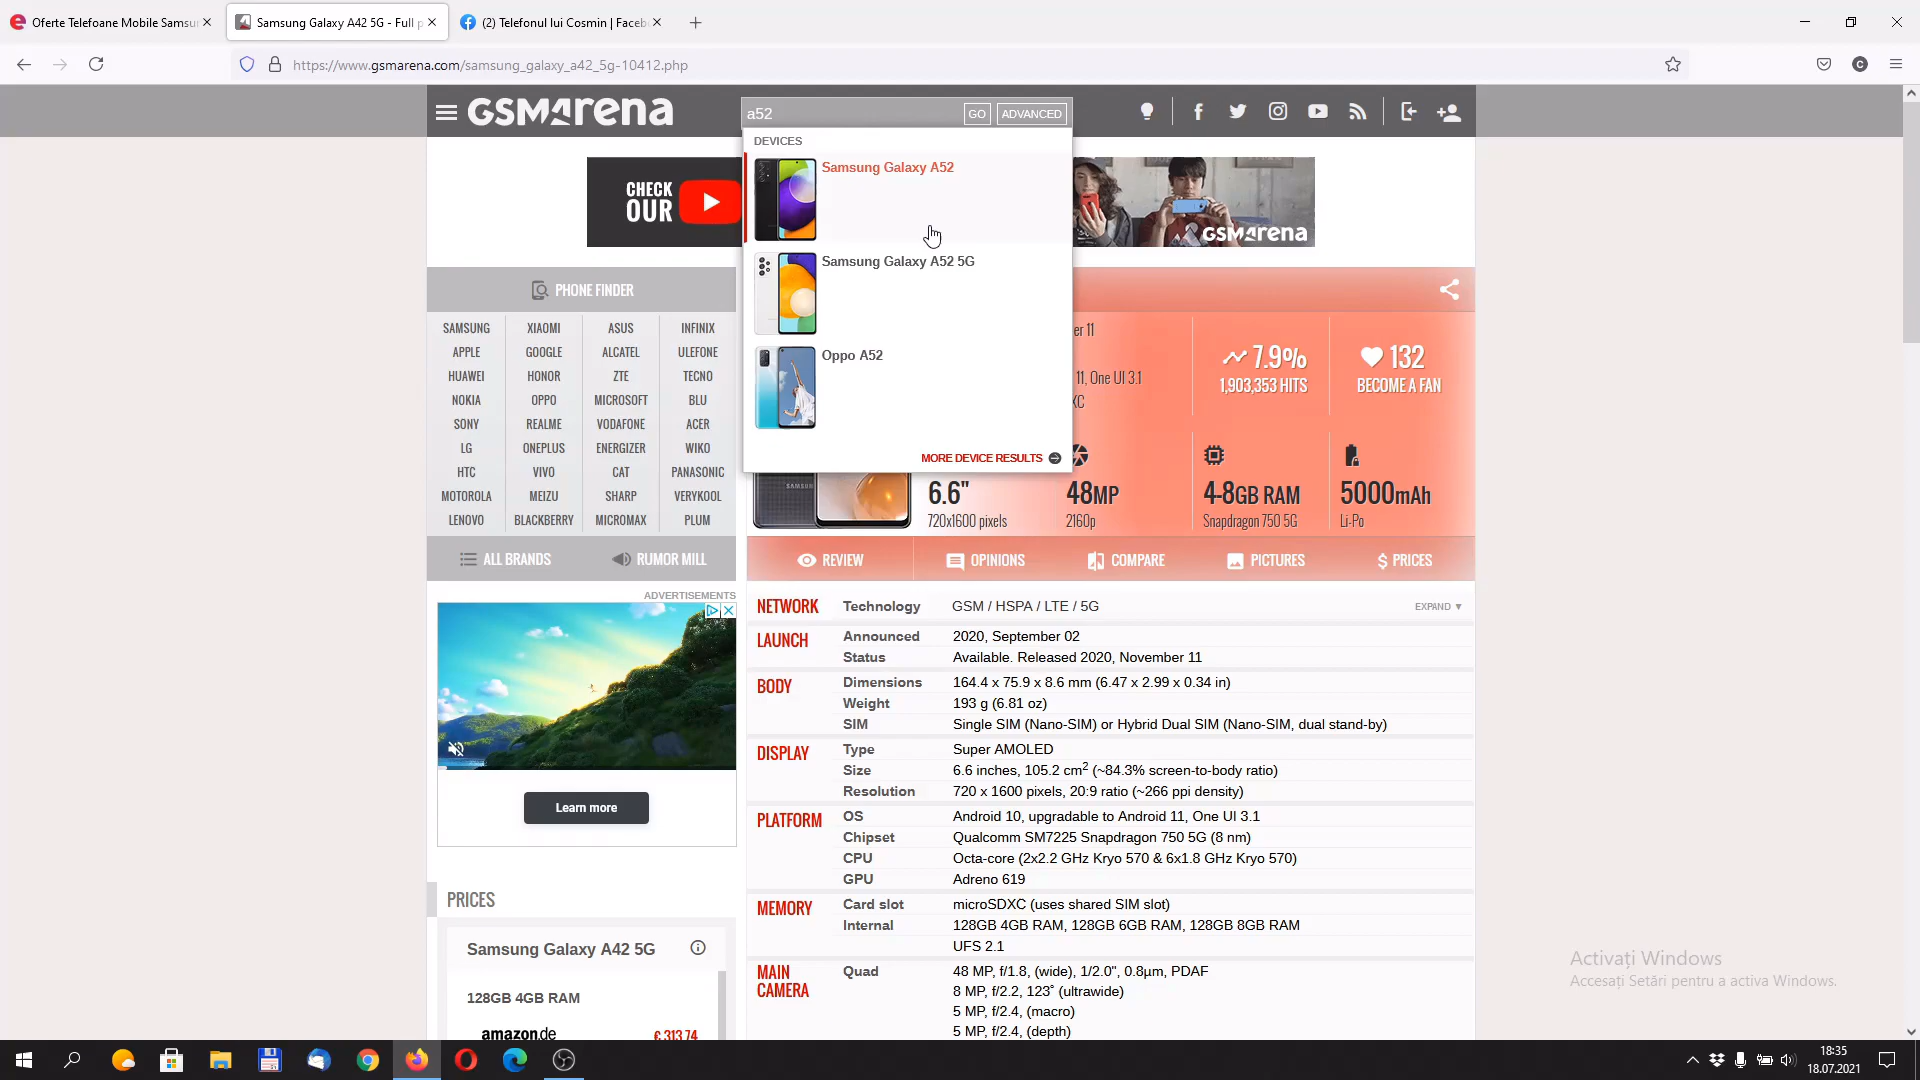 Oferte Telefoane Mobile Samsu
Samsung Galaxy A42 5G - Full p
(2) Telefonul lui Cosmin | Faceb
https://www.gsmarena.com/samsung_galaxy_a42_5g-10412.php
C
GSMarena
a52
GO
ADVANCED
DEVICES
Samsung Galaxy A52
Samsung Galaxy A52 5G
Oppo A52
MORE DEVICE RESULTS
CHECK
OUR
GSMarena
PHONE FINDER
SAMSUNG XIAOMI ASUS INFINIX
APPLE GOOGLE ALCATEL ULEFONE
HUAWEI HONOR ZTE TECNO
NOKIA OPPO MICROSOFT BLU
SONY REALME VODAFONE ACER
LG ONEPLUS ENERGIZER WIKO
HTC VIVO CAT PANASONIC
MOTOROLA MEIZU SHARP VERYKOOL
LENOVO BLACKBERRY MICROMAX PLUM
ALL BRANDS
RUMOR MILL
er 11
11, One UI 3.1
XC
7.9%
1,903,353 HITS
132
BECOME A FAN
SAMSUNG
6.6"
720x1600 pixels
48MP
2160p
4-8GB RAM
Snapdragon 750 5G
5000mAh
Li-Po
REVIEW
OPINIONS
COMPARE
PICTURES
$ PRICES
ADVERTISEMENTS
Learn more
PRICES
Samsung Galaxy A42 5G
128GB 4GB RAM
amazon.de
€ 313.74
NETWORK Technology GSM / HSPA / LTE / 5G EXPAND ▼
LAUNCH Announced 2020, September 02
Status Available. Released 2020, November 11
BODY Dimensions 164.4 x 75.9 x 8.6 mm (6.47 x 2.99 x 0.34 in)
Weight 193 g (6.81 oz)
SIM Single SIM (Nano-SIM) or Hybrid Dual SIM (Nano-SIM, dual stand-by)
DISPLAY Type Super AMOLED
Size 6.6 inches, 105.2 cm2 (~84.3% screen-to-body ratio)
Resolution 720 x 1600 pixels, 20:9 ratio (~266 ppi density)
PLATFORM OS Android 10, upgradable to Android 11, One UI 3.1
Chipset Qualcomm SM7225 Snapdragon 750 5G (8 nm)
CPU Octa-core (2x2.2 GHz Kryo 570 & 6x1.8 GHz Kryo 570)
GPU Adreno 619
MEMORY Card slot microSDXC (uses shared SIM slot)
Internal 128GB 4GB RAM, 128GB 6GB RAM, 128GB 8GB RAM
UFS 2.1
MAIN CAMERA Quad 48 MP, f/1.8, (wide), 1/2.0", 0.8µm, PDAF
8 MP, f/2.2, 123˚ (ultrawide)
5 MP, f/2.4, (macro)
5 MP, f/2.4, (depth)
Activați Windows
Accesați Setări pentru a activa Windows.
18:35
18.07.2021